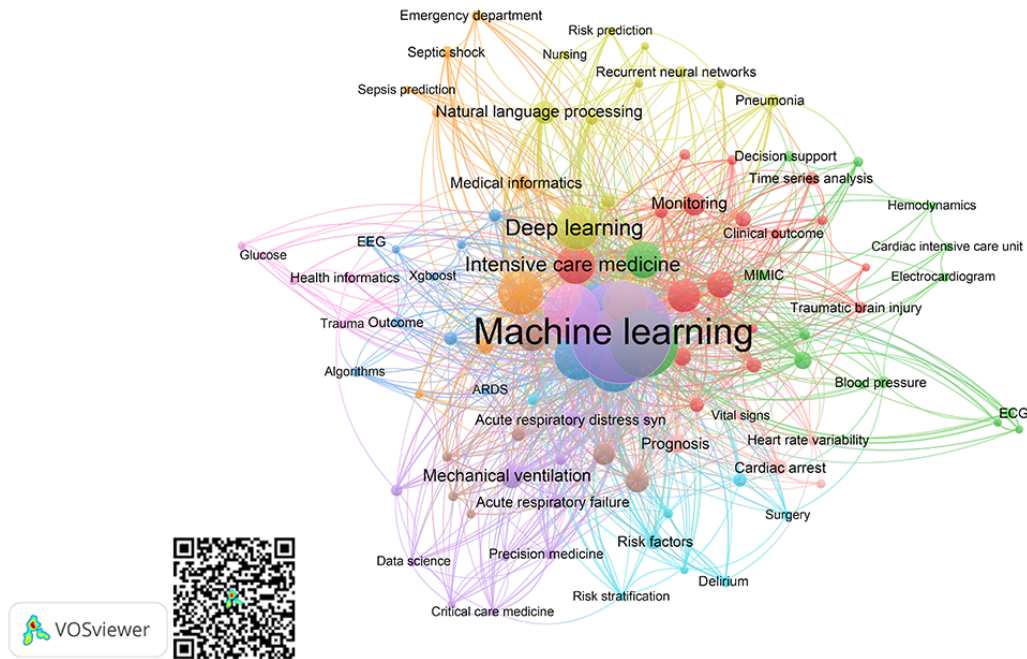 Emergency department
Risk prediction
Septic shock
Nursing
Recurrent neural networks
Sepsis prediction
Pneumonia
Natural language processing
Decision support
Time series analysis
Medical informatics
Monitoring
Hemodynamics
Deep learning
Clinical outcome
EEG
Cardiac intensive care unit
Glucose
Intensive care medicine
Health informatics
Xgboost
MIMIC
Electrocardiogram
Traumatic brain injury
Trauma
Outcome
Machine learning
Algorithms
Blood pressure
ARDS
Vital signs
ECG
Acute respiratory distress syn
Prognosis
Heart rate variability
Mechanical ventilation
Cardiac arrest
Acute respiratory failure
Surgery
Risk factors
Data science
Precision medicine
Delirium
Risk stratification
Critical care medicine
VOSviewer